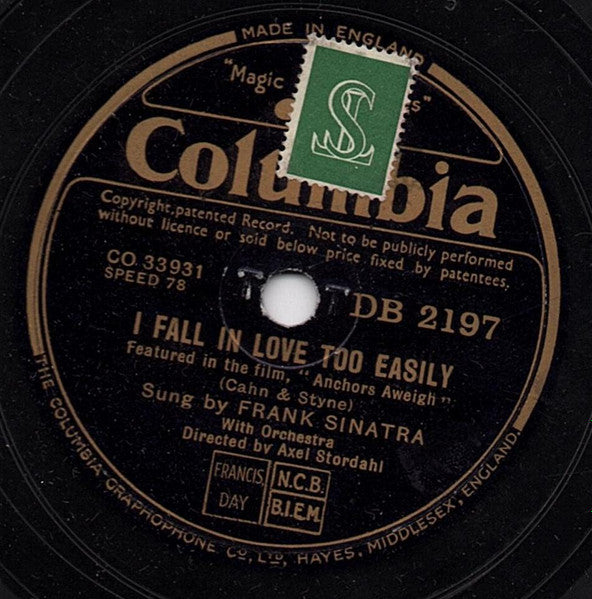 MADE IN ENGLAND
"Magic
Columbia
Copyright, patented Record. Not to be publicly performed
without licence or sold below price fixed by patentees.
CO. 33931
SPEED 78
DB 2197
I FALL IN LOVE TOO EASILY
Featured in the film, "Anchors Aweigh"
(Cahn & Styne)
Sung by FRANK SINATRA
With Orchestra
Directed by Axel Stordahl
FRANCIS, DAY
N.C.B.
B.I.E.M.
THE COLUMBIA GRAPHOPHONE CO., LTD, HAYES, MIDDLESEX, ENGLAND.